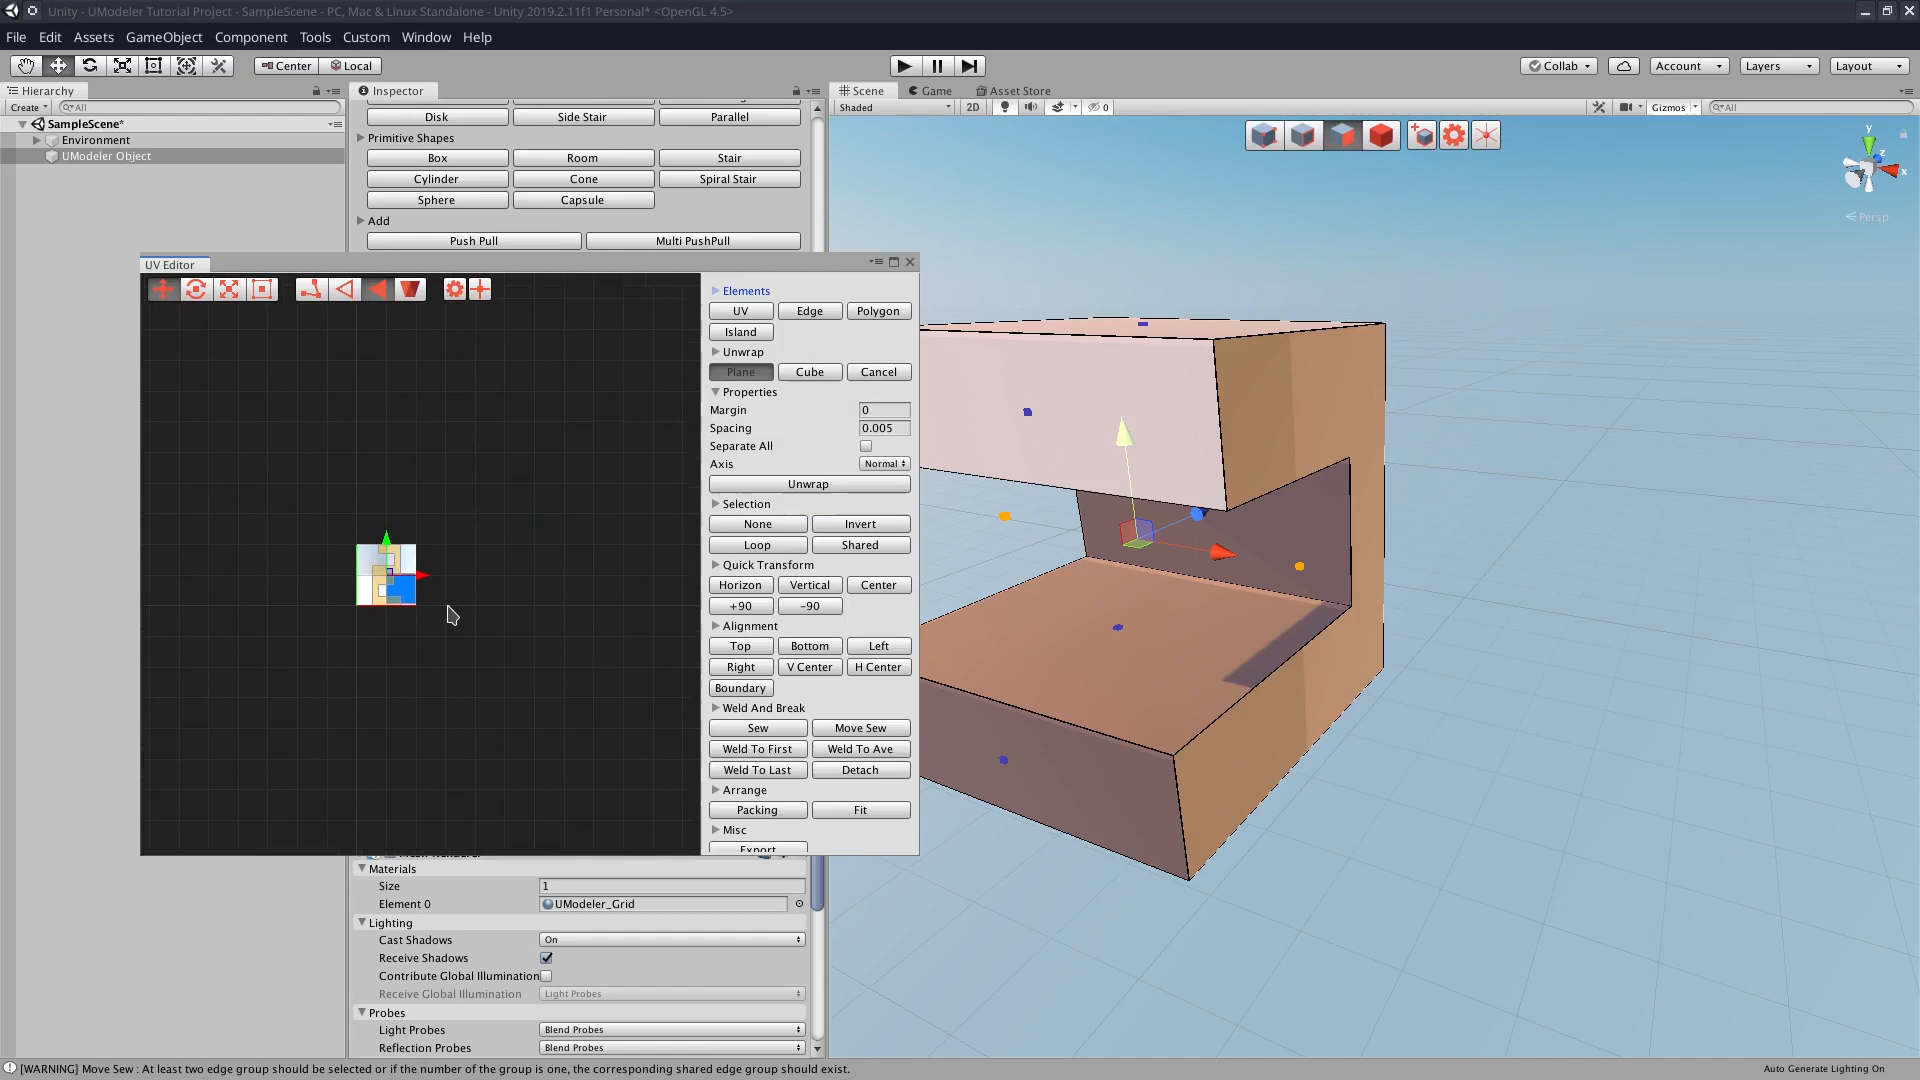 Unity - UModeler Tutorial Project - SampleScene - PC, Mac & Linux Standalone - Unity 2019.2.11f1 Personal* <OpenGL 4.5>
File Edit Assets GameObject Component Tools Custom Window Help
Center Local
Collab Account Layers Layout
Hierarchy
Create All
SampleScene*
Environment
UModeler Object
Inspector
Disk Side Stair Parallel
Primitive Shapes
Box Room Stair
Cylinder Cone Spiral Stair
Sphere Capsule
Add
Push Pull Multi PushPull
Scene Game Asset Store
Shaded 2D 0 Gizmos All
y
z
x
Persp
UV Editor
Elements
UV Edge Polygon
Island
Unwrap
Plane Cube Cancel
Properties
Margin 0
Spacing 0.005
Separate All
Axis Normal
Unwrap
Selection
None Invert
Loop Shared
Quick Transform
Horizon Vertical Center
+90 -90
Alignment
Top Bottom Left
Right V Center H Center
Boundary
Weld And Break
Sew Move Sew
Weld To First Weld To Ave
Weld To Last Detach
Arrange
Packing Fit
Misc
Export
Materials
Size 1
Element 0 UModeler_Grid
Lighting
Cast Shadows On
Receive Shadows
Contribute Global Illumination
Receive Global Illumination Light Probes
Probes
Light Probes Blend Probes
Reflection Probes Blend Probes
[WARNING] Move Sew : At least two edge group should be selected or if the number of the group is one, the corresponding shared edge group should exist.
Auto Generate Lighting On